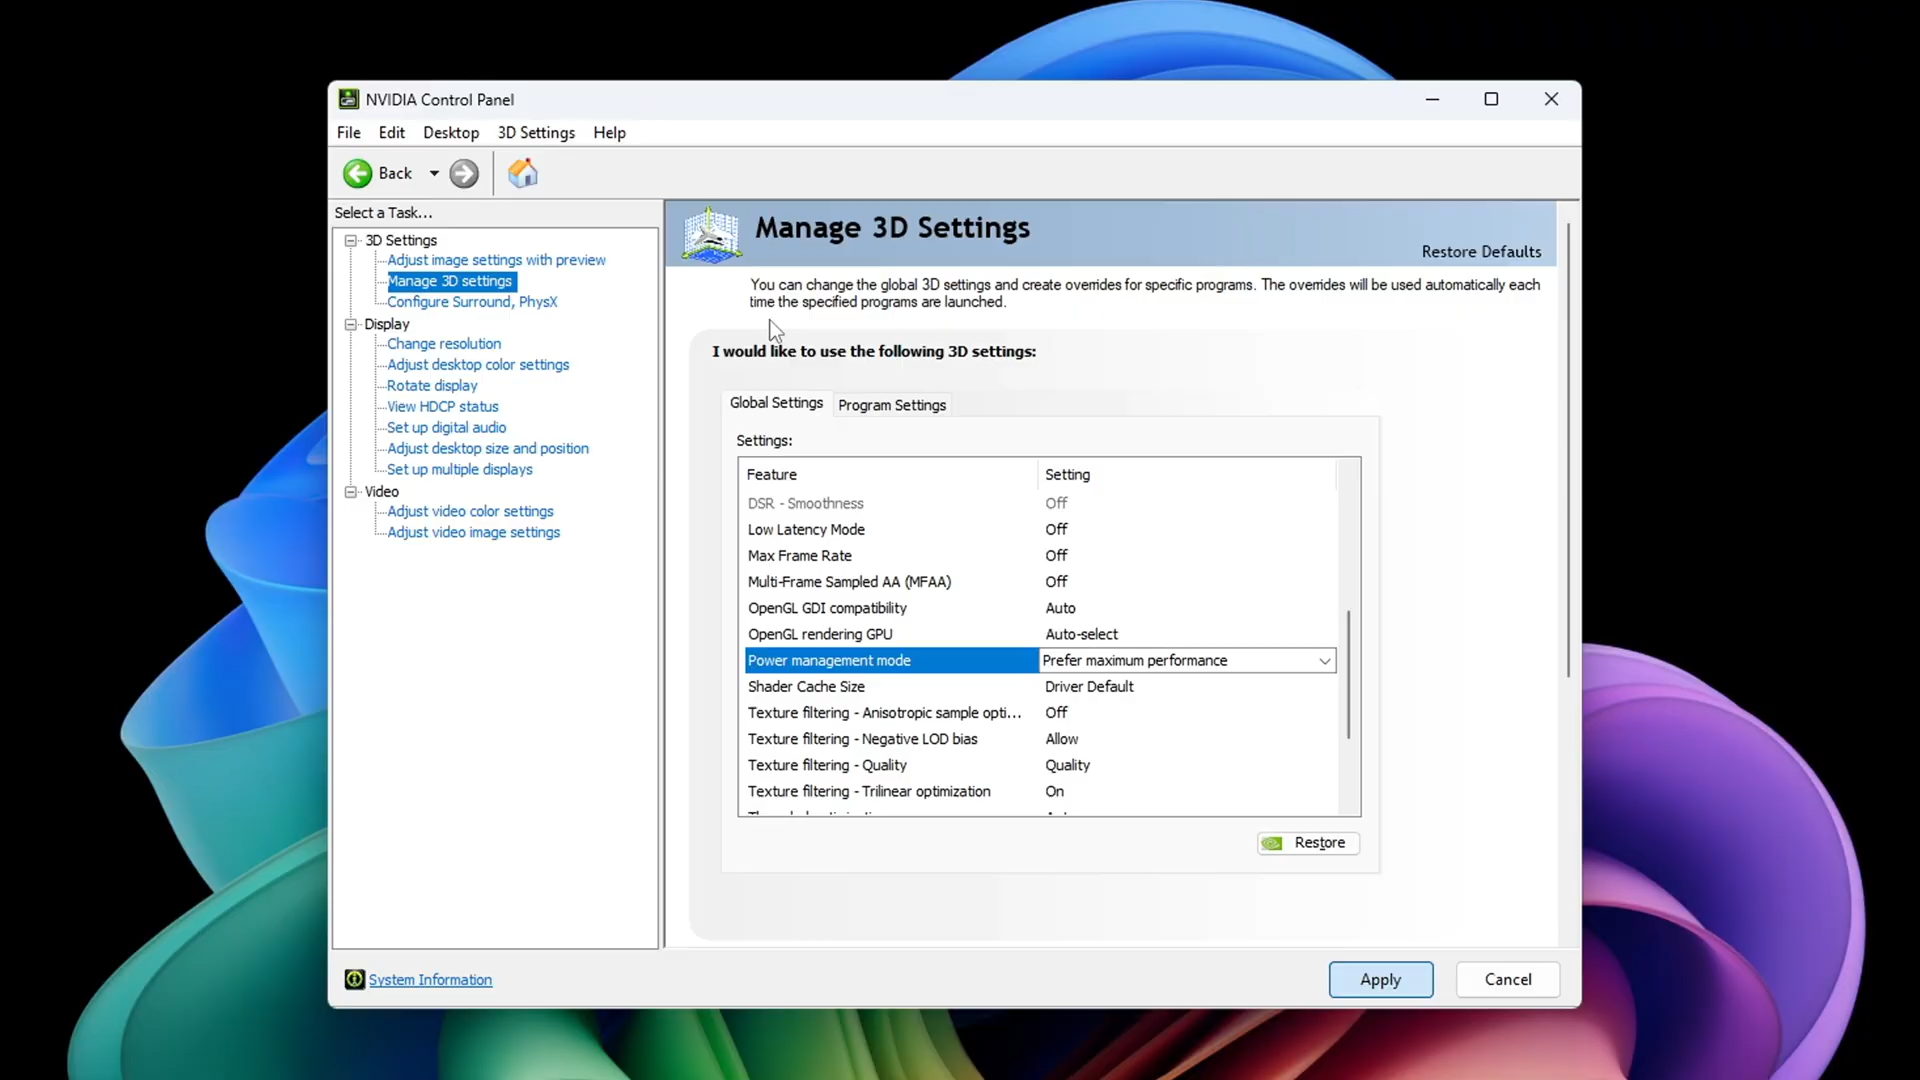 NVIDIA Control Panel
File Edit Desktop 3D Settings Help
Back
Select a Task...
3D Settings
Adjust image settings with preview
Manage 3D settings
Configure Surround, PhysX
Display
Change resolution
Adjust desktop color settings
Rotate display
View HDCP status
Set up digital audio
Adjust desktop size and position
Set up multiple displays
Video
Adjust video color settings
Adjust video image settings
System Information
Manage 3D Settings
Restore Defaults
You can change the global 3D settings and create overrides for specific programs. The overrides will be used automatically each
time the specified programs are launched.
I would like to use the following 3D settings:
Global Settings Program Settings
Settings:
Feature Setting
DSR - Smoothness Off
Low Latency Mode Off
Max Frame Rate Off
Multi-Frame Sampled AA (MFAA) Off
OpenGL GDI compatibility Auto
OpenGL rendering GPU Auto-select
Power management mode Prefer maximum performance
Shader Cache Size Driver Default
Texture filtering - Anisotropic sample opti... Off
Texture filtering - Negative LOD bias Allow
Texture filtering - Quality Quality
Texture filtering - Trilinear optimization On
Restore
Apply Cancel